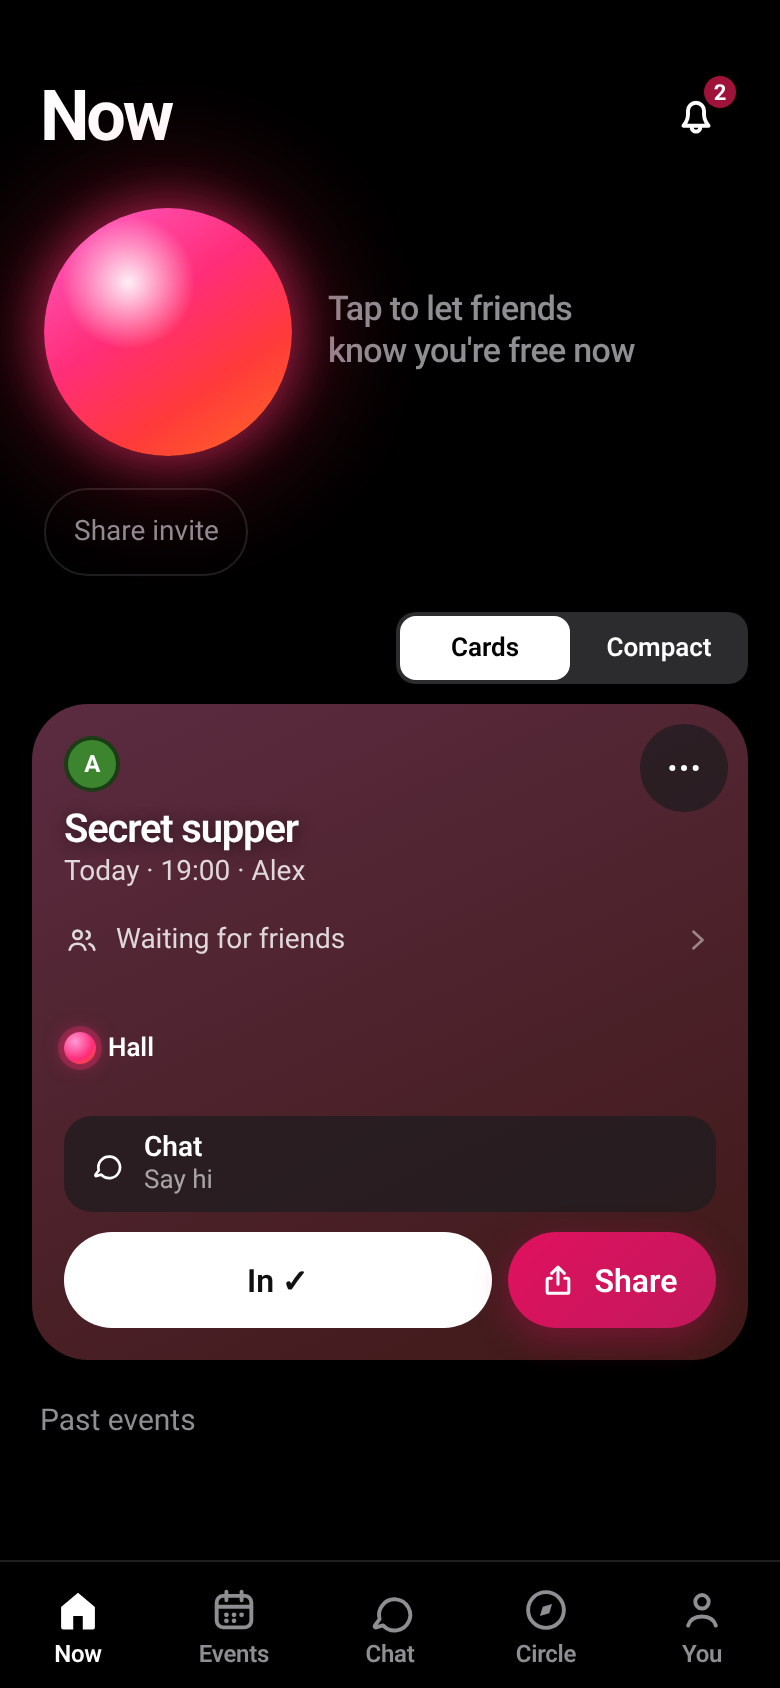 Now
2
Tap to let friends
know you're free now
Share invite
Cards
Compact
A
Secret supper
Today · 19:00 · Alex
Waiting for friends
Hall
Chat
Say hi
In ✓
Share
Past events
Now
Events
Chat
Circle
You